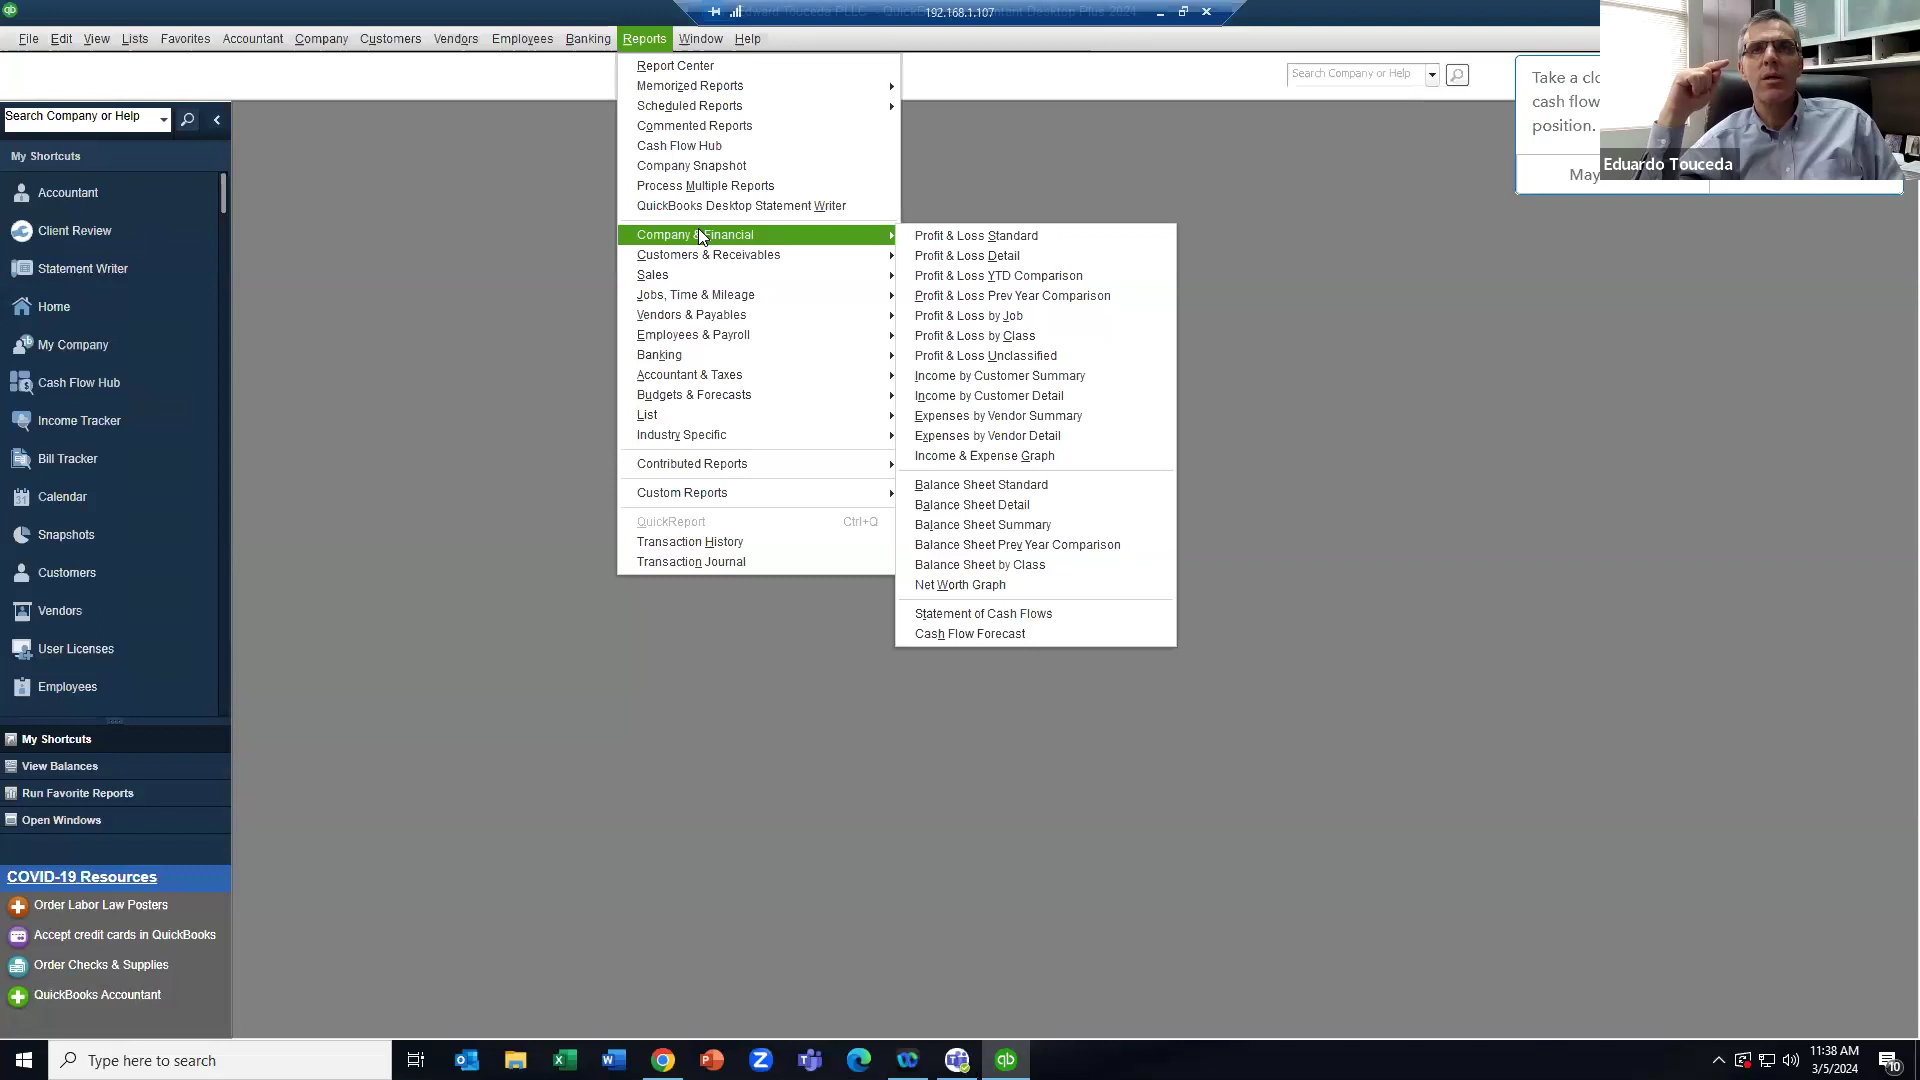 Edward Touceda PLLC - QuickBooks Accountant Desktop Plus 2024
192.168.1.107
File Edit View Lists Favorites Accountant Company Customers Vendors Employees Banking Reports Window Help
Search Company or Help
Take a clo
cash flow
position.
May
Eduardo Touceda
Search Company or Help
My Shortcuts
Accountant
Client Review
Statement Writer
Home
My Company
Cash Flow Hub
Income Tracker
Bill Tracker
Calendar
Snapshots
Customers
Vendors
User Licenses
Employees
My Shortcuts
View Balances
Run Favorite Reports
Open Windows
COVID-19 Resources
Order Labor Law Posters
Accept credit cards in QuickBooks
Order Checks & Supplies
QuickBooks Accountant
Report Center
Memorized Reports
Scheduled Reports
Commented Reports
Cash Flow Hub
Company Snapshot
Process Multiple Reports
QuickBooks Desktop Statement Writer
Company & Financial
Customers & Receivables
Sales
Jobs, Time & Mileage
Vendors & Payables
Employees & Payroll
Banking
Accountant & Taxes
Budgets & Forecasts
List
Industry Specific
Contributed Reports
Custom Reports
QuickReport Ctrl+Q
Transaction History
Transaction Journal
Profit & Loss Standard
Profit & Loss Detail
Profit & Loss YTD Comparison
Profit & Loss Prev Year Comparison
Profit & Loss by Job
Profit & Loss by Class
Profit & Loss Unclassified
Income by Customer Summary
Income by Customer Detail
Expenses by Vendor Summary
Expenses by Vendor Detail
Income & Expense Graph
Balance Sheet Standard
Balance Sheet Detail
Balance Sheet Summary
Balance Sheet Prev Year Comparison
Balance Sheet by Class
Net Worth Graph
Statement of Cash Flows
Cash Flow Forecast
Type here to search
11:38 AM
3/5/2024
10